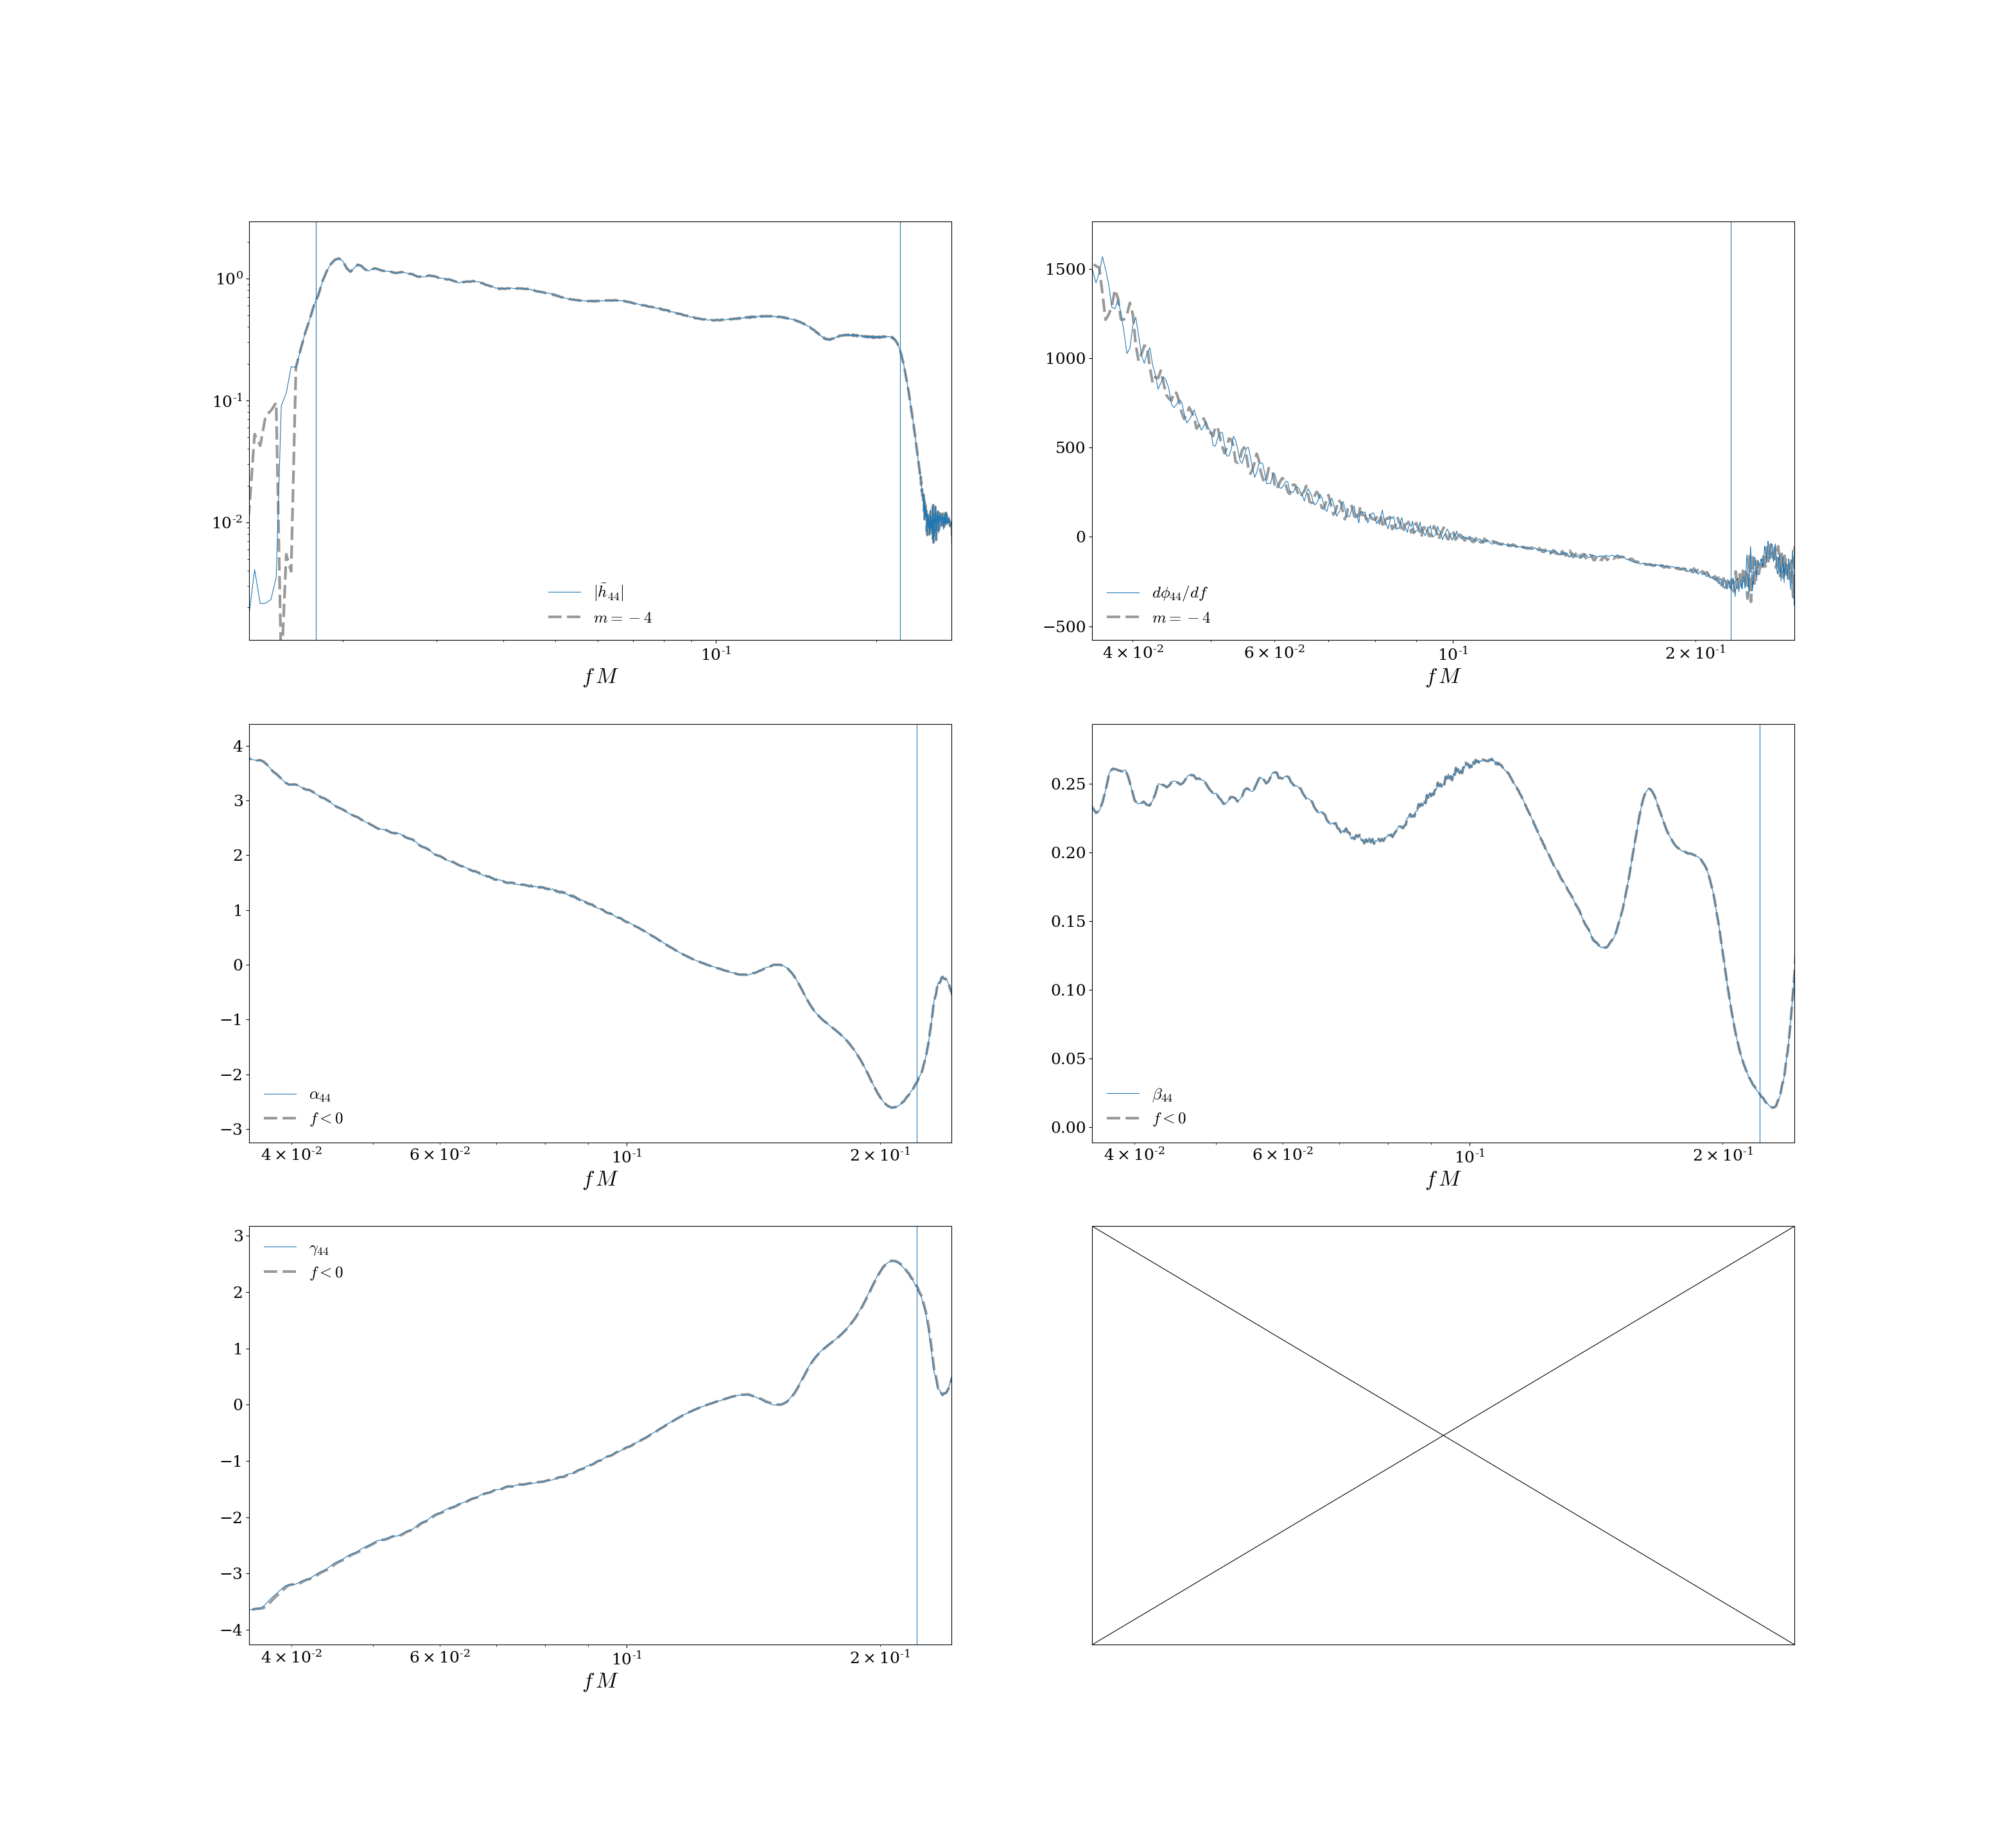 10⁰
10⁻¹
10⁻²
|h̃₄₄|
m = −4
10⁻¹
fM
1500
1000
500
0
−500
dϕ₄₄/df
m = −4
4 × 10⁻² 6 × 10⁻² 10⁻¹ 2 × 10⁻¹
fM
4
3
2
1
0
−1
−2
−3
α₄₄
f < 0
4 × 10⁻² 6 × 10⁻² 10⁻¹ 2 × 10⁻¹
fM
0.25
0.20
0.15
0.10
0.05
0.00
β₄₄
f < 0
4 × 10⁻² 6 × 10⁻² 10⁻¹ 2 × 10⁻¹
fM
3
2
1
0
−1
−2
−3
−4
γ₄₄
f < 0
4 × 10⁻² 6 × 10⁻² 10⁻¹ 2 × 10⁻¹
fM